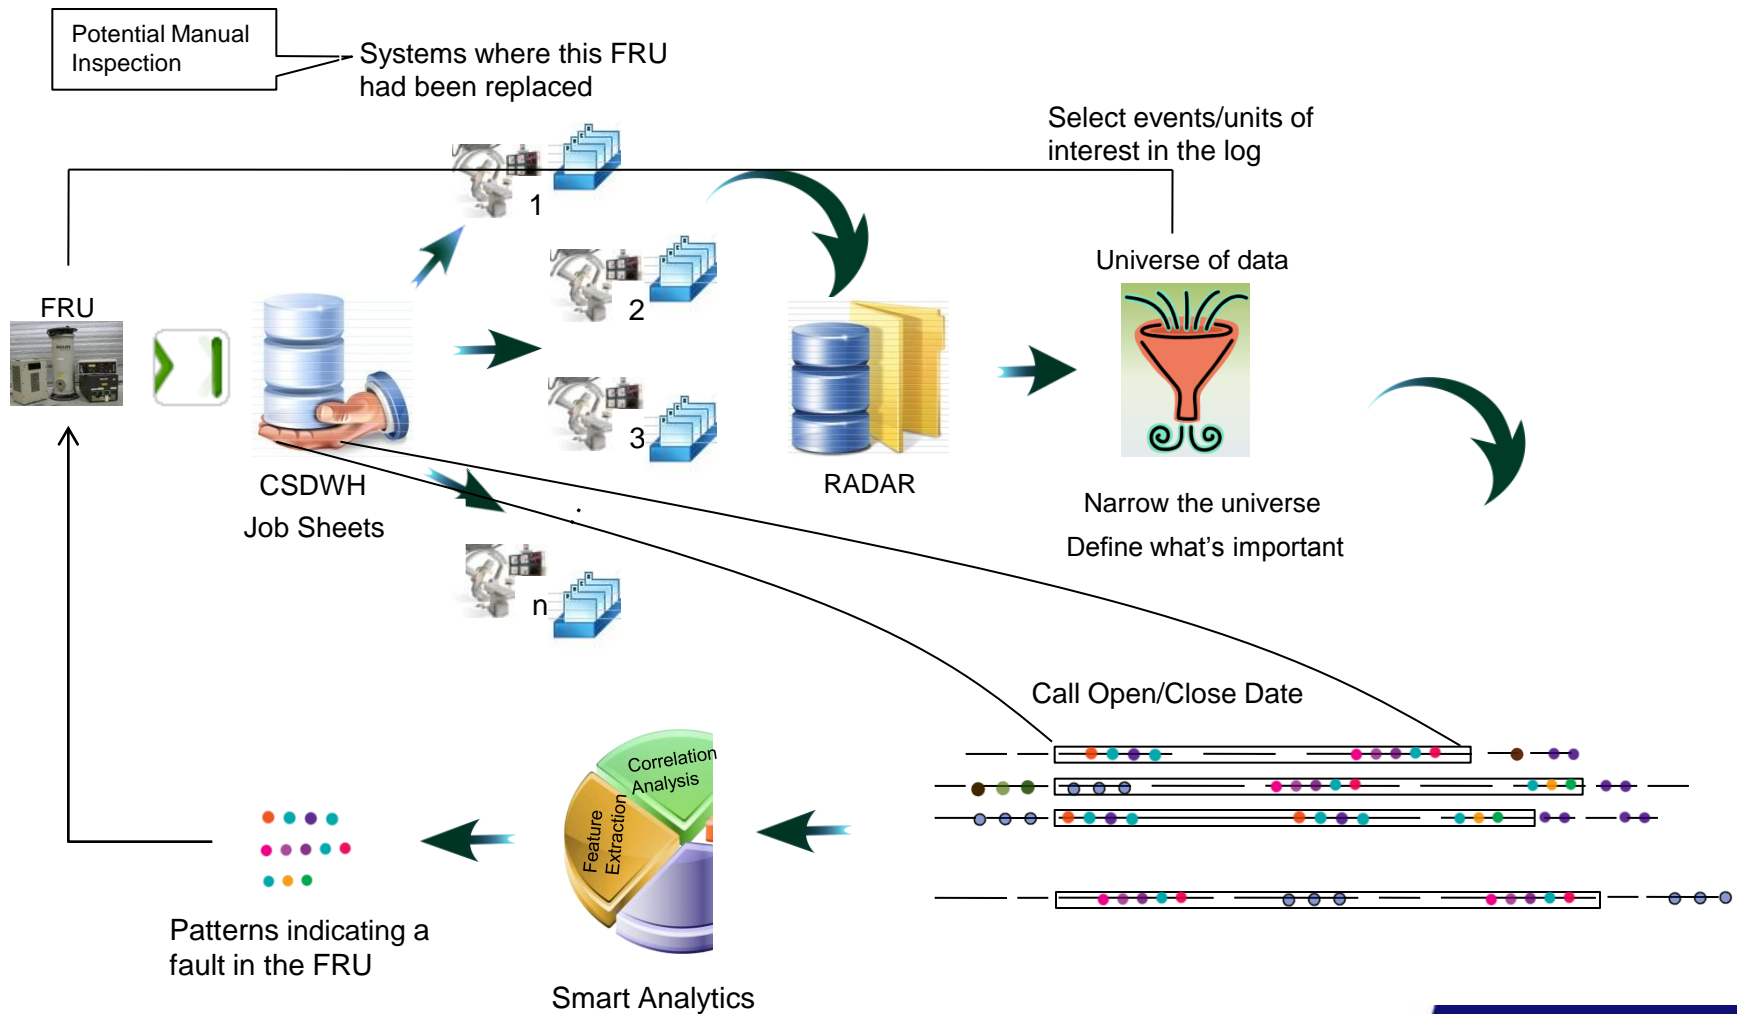 Potential Manual
Inspection
Systems where this FRU
had been replaced
Select events/units of
interest in the log
1
2
3
n
FRU
CSDWH
Job Sheets
RADAR
Universe of data
Narrow the universe
Define what's important
Call Open/Close Date
Correlation
Analysis
Feature
Extraction
Smart Analytics
Patterns indicating a
fault in the FRU